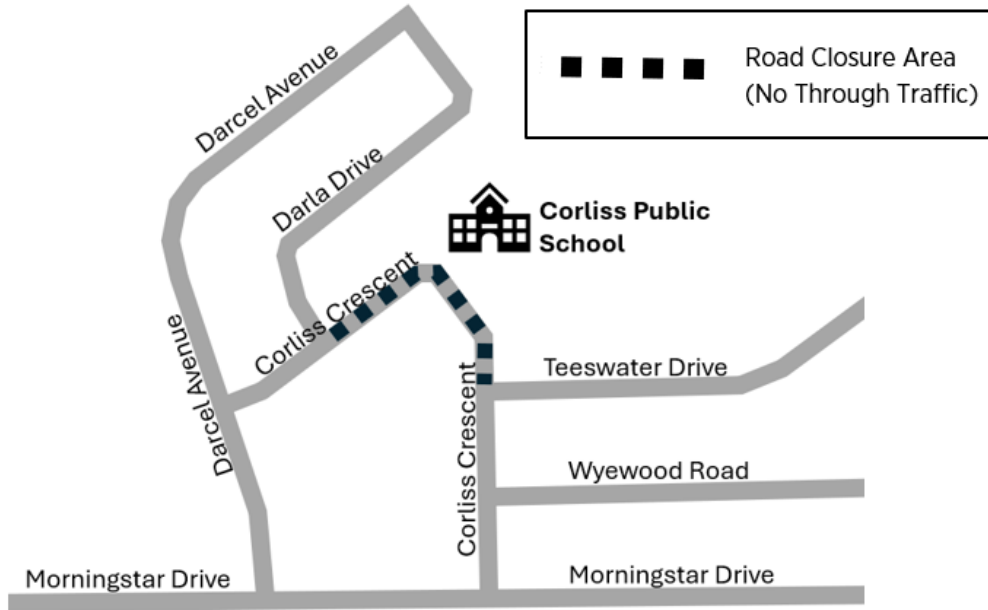 Road Closure Area
(No Through Traffic)
Darcel Avenue
Darla Drive
Corliss Public
School
Corliss Crescent
Darcel Avenue
Teeswater Drive
Corliss Crescent
Wyewood Road
Morningstar Drive
Morningstar Drive